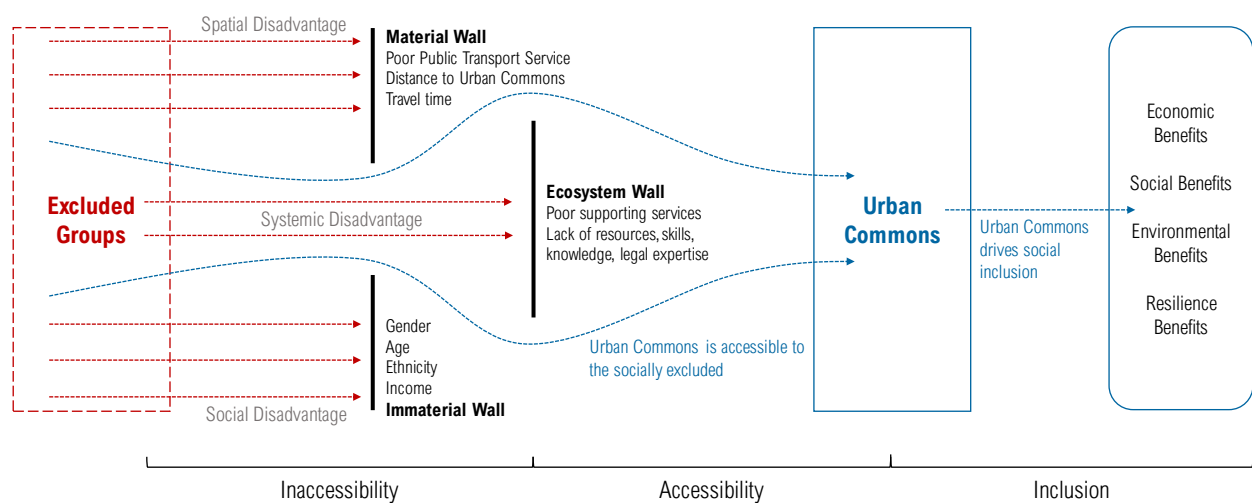 Spatial Disadvantage
Material Wall
Poor Public Transport Service
Distance to Urban Commons
Travel time
Excluded
Groups
Systemic Disadvantage
Ecosystem Wall
Poor supporting services
Lack of resources, skills,
knowledge, legal expertise
Gender
Age
Ethnicity
Income
Immaterial Wall
Social Disadvantage
Urban Commons is accessible to
the socially excluded
Urban
Commons
Urban Commons
drives social
inclusion
Economic
Benefits
Social Benefits
Environmental
Benefits
Resilience
Benefits
Inaccessibility
Accessibility
Inclusion